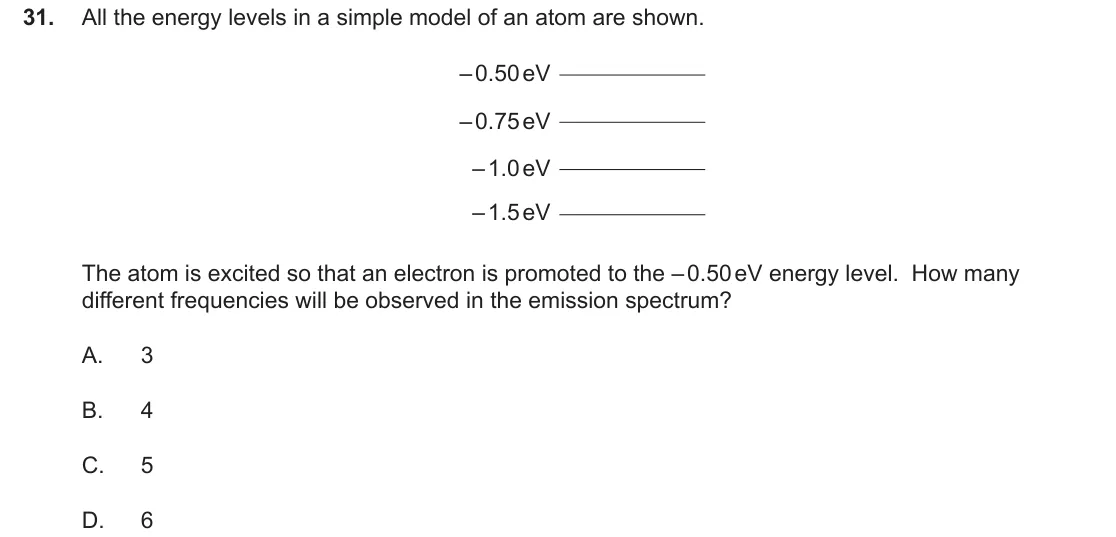 31. All the energy levels in a simple model of an atom are shown.
–0.50 eV
–0.75 eV
–1.0 eV
–1.5 eV
The atom is excited so that an electron is promoted to the –0.50 eV energy level. How many
different frequencies will be observed in the emission spectrum?
A. 3
B. 4
C. 5
D. 6